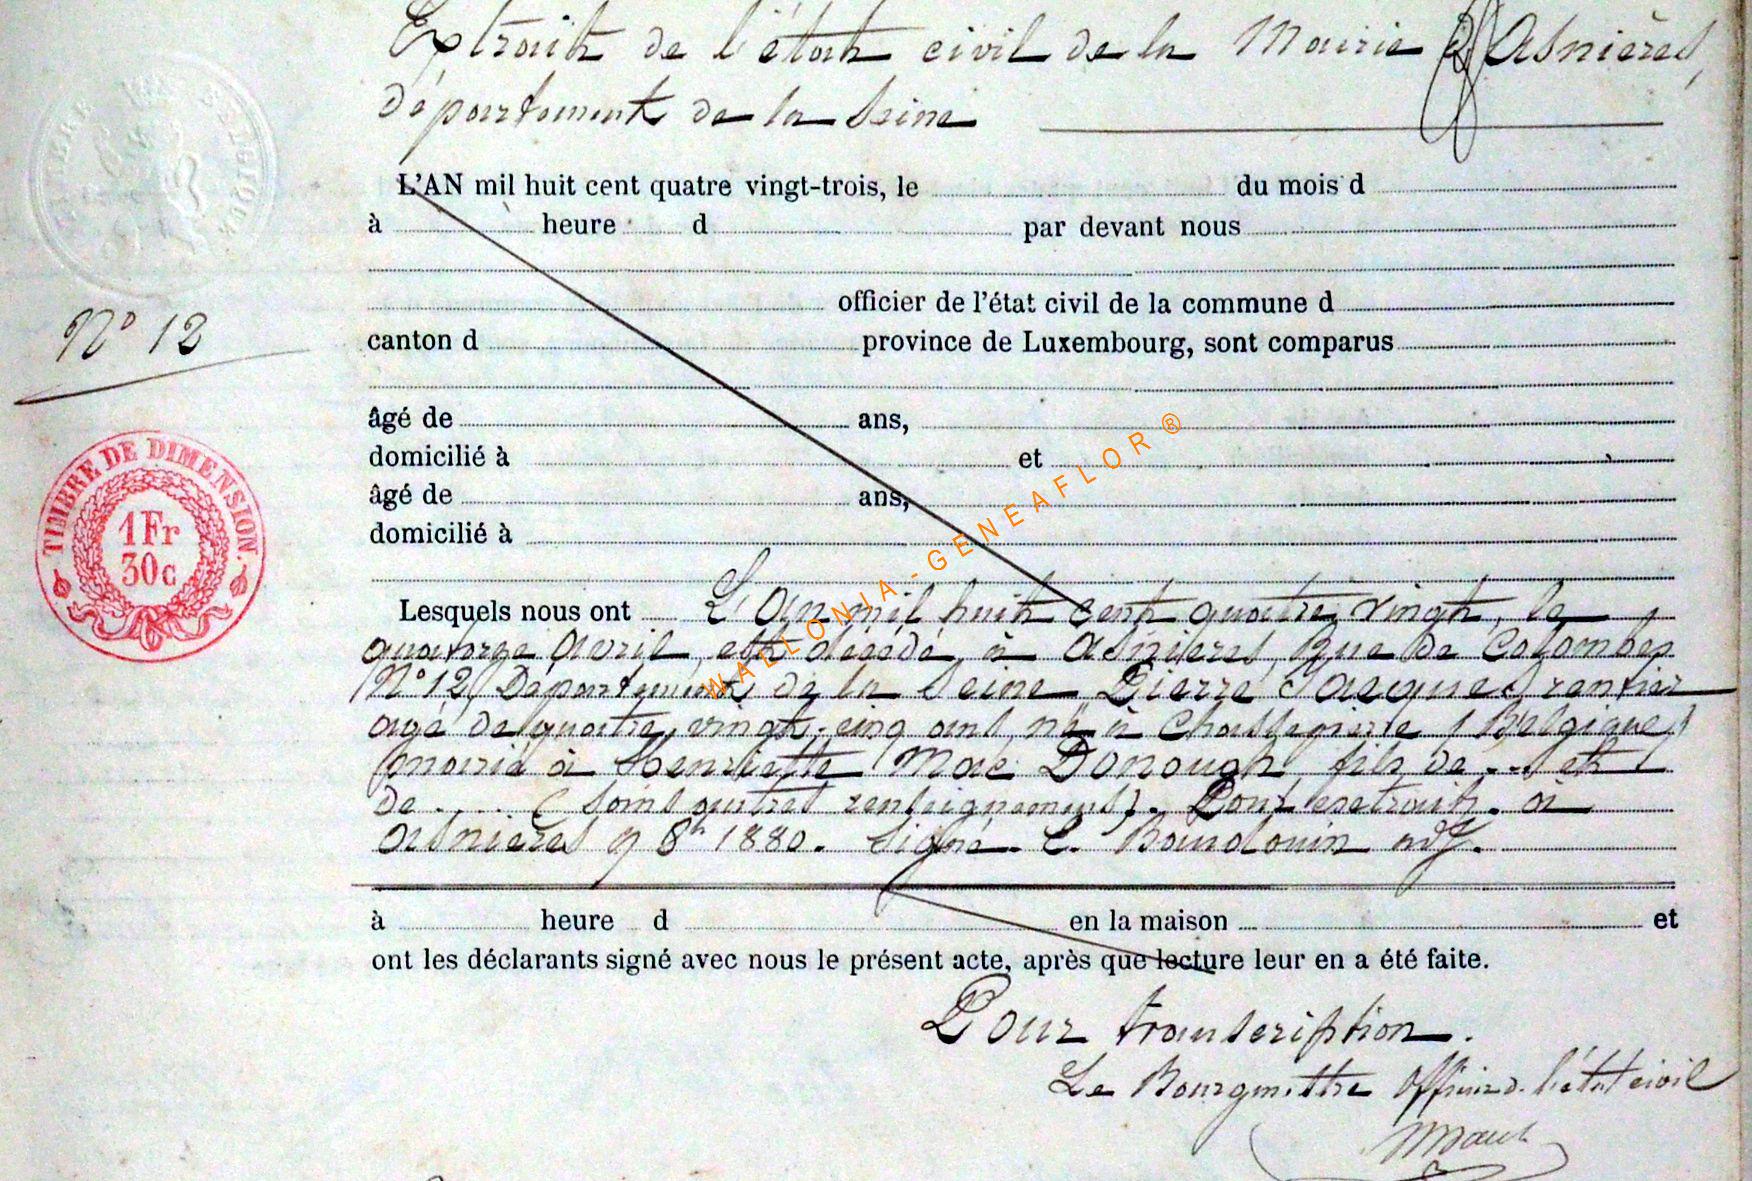 Extrait de l'état civil de la Mairie d'Asnières,
département de la Seine
L'AN mil huit cent quatre vingt-trois, le du mois d
à heure d par devant nous
officier de l'état civil de la commune d
N° 12
canton d province de Luxembourg, sont comparus
âgé de ans,
domicilié à et
âgé de ans,
domicilié à
TIMBRE DE DIMENSION.
1Fr
30c
WALLONIA-GENEAFLOR ®
Lesquels nous ont L'An mil huit cent quatre vingt, le
quatorze Avril, est décédé à Asnières, Rue de Colombes
N° 12, Département de la Seine Pierre Jacques, rentier
agé de quatre vingt-cinq ans, né à Chassepierre (Belgique)
marié à Henriette Mac Donough, fils de ... et
de .... (sans autres renseignements). Pour extrait à
Asnières 9 8bre 1880. Signé. E. Baudouin adj.
à heure d en la maison et
ont les déclarants signé avec nous le présent acte, après que lecture leur en a été faite.
Pour transcription.
Le Bourgmestre Officier d. l'état civil